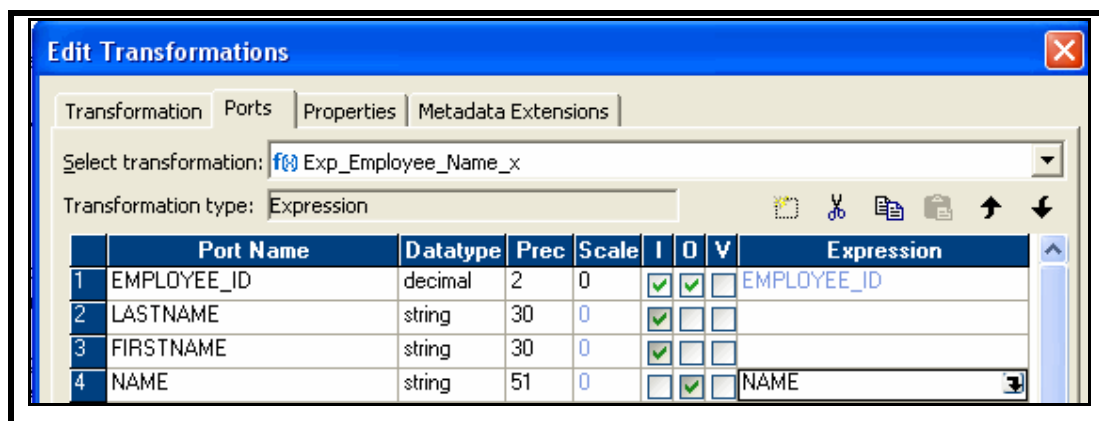 Edit Transformations
Transformation Ports Properties Metadata Extensions
Select transformation: f(x) Exp_Employee_Name_x
Transformation type: Expression
Port Name Datatype Prec Scale I O V Expression
1 EMPLOYEE_ID decimal 2 0 EMPLOYEE_ID
2 LASTNAME string 30 0
3 FIRSTNAME string 30 0
4 NAME string 51 0 NAME